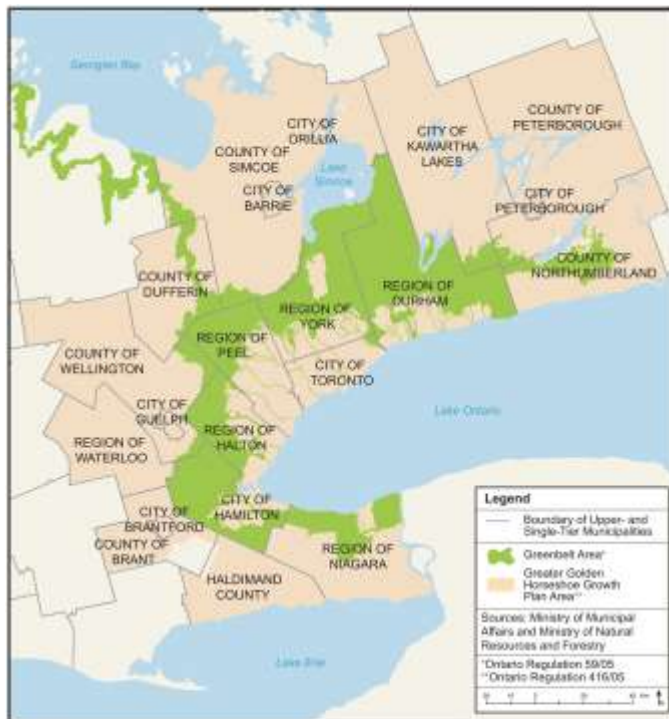 Georgian Bay
CITY OF
ORILLIA
COUNTY OF
SIMCOE
Lake
Simcoe
CITY OF
BARRIE
CITY OF
KAWARTHA
LAKES
COUNTY OF
PETERBOROUGH
CITY OF
PETERBOROUGH
COUNTY OF
NORTHUMBERLAND
COUNTY OF
DUFFERIN
REGION OF
DURHAM
REGION OF
YORK
REGION OF
PEEL
CITY OF
TORONTO
COUNTY OF
WELLINGTON
CITY OF
GUELPH
REGION OF
WATERLOO
REGION OF
HALTON
Lake Ontario
CITY OF
HAMILTON
CITY OF
BRANTFORD
COUNTY OF
BRANT
REGION OF
NIAGARA
HALDIMAND
COUNTY
Lake Erie
Legend
Boundary of Upper- and
Single-Tier Municipalities
Greenbelt Area*
Greater Golden
Horseshoe Growth
Plan Area**
Sources: Ministry of Municipal
Affairs and Ministry of Natural
Resources and Forestry
*Ontario Regulation 59/05
**Ontario Regulation 416/05